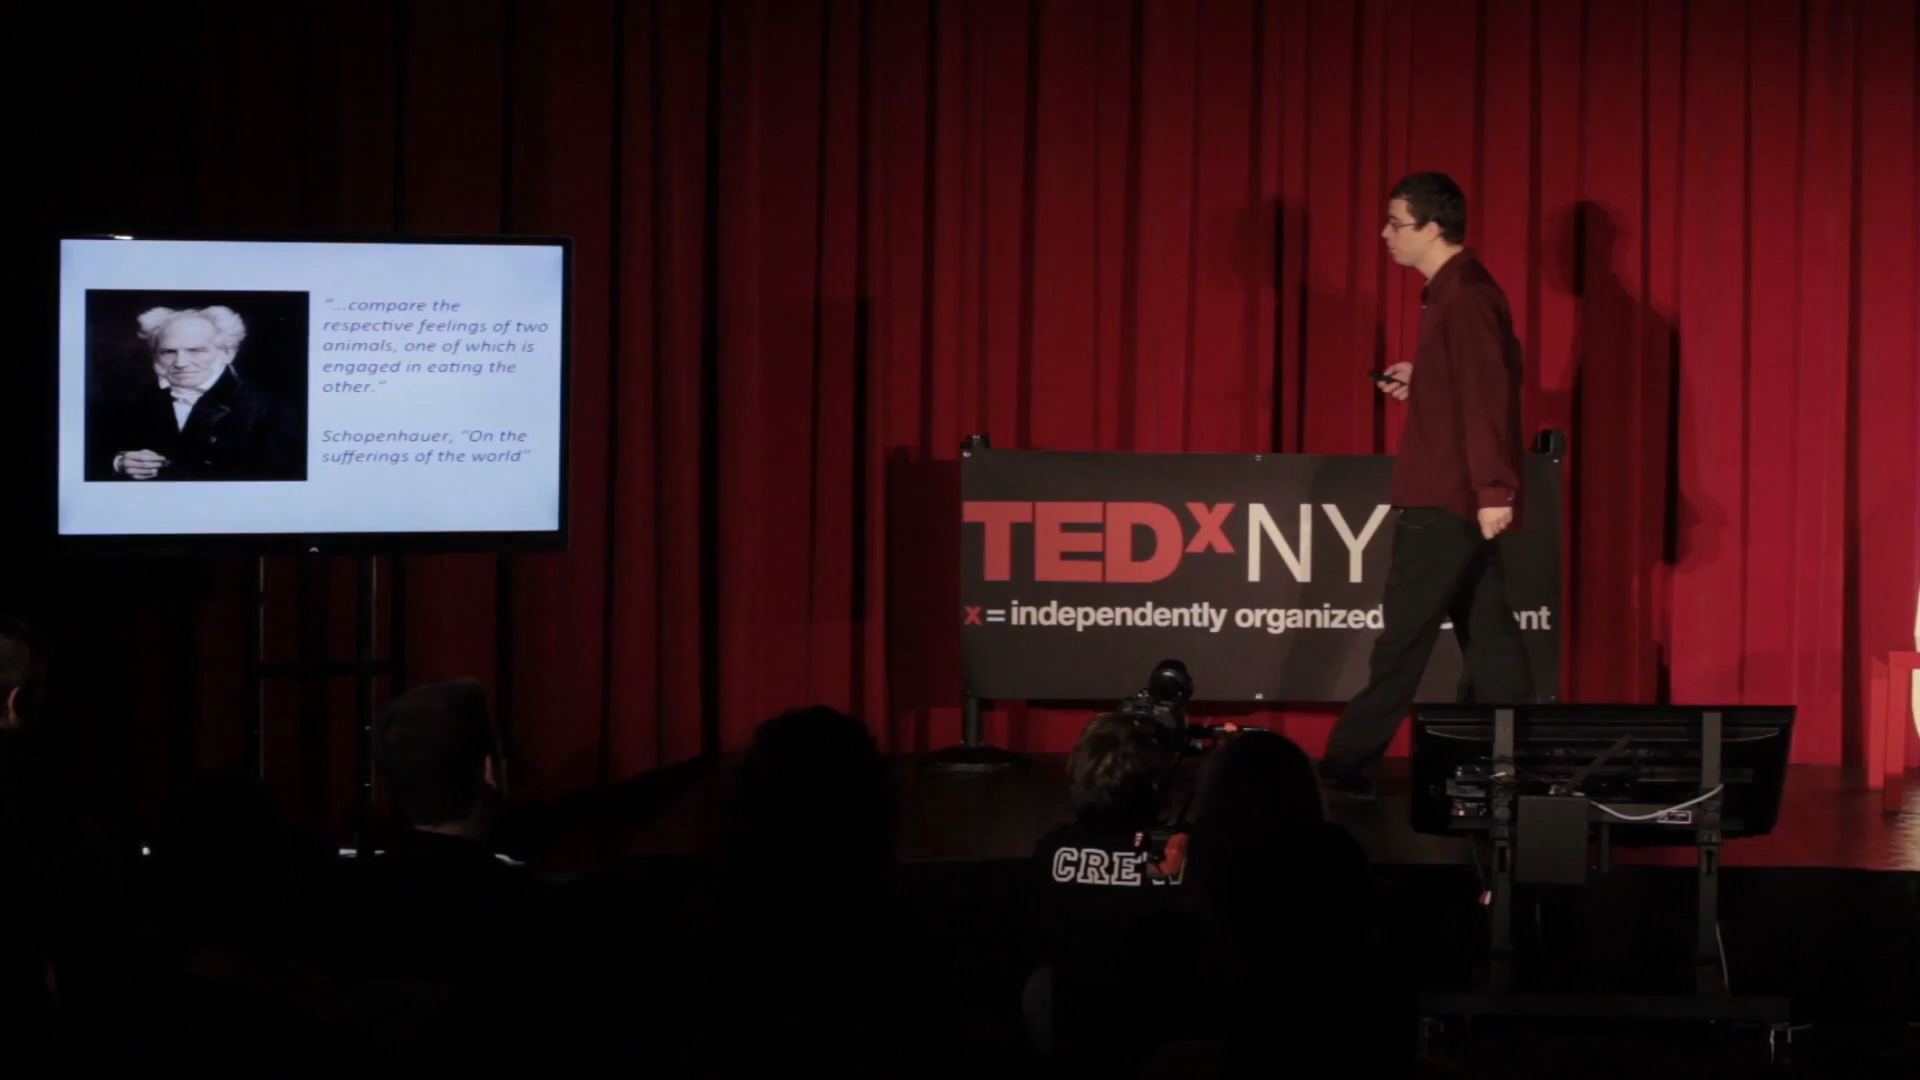 "...compare the
respective feelings of two
animals, one of which is
engaged in eating the
other."
Schopenhauer, "On the
sufferings of the world"
TEDxNY
x = independently organized
nt
CREW